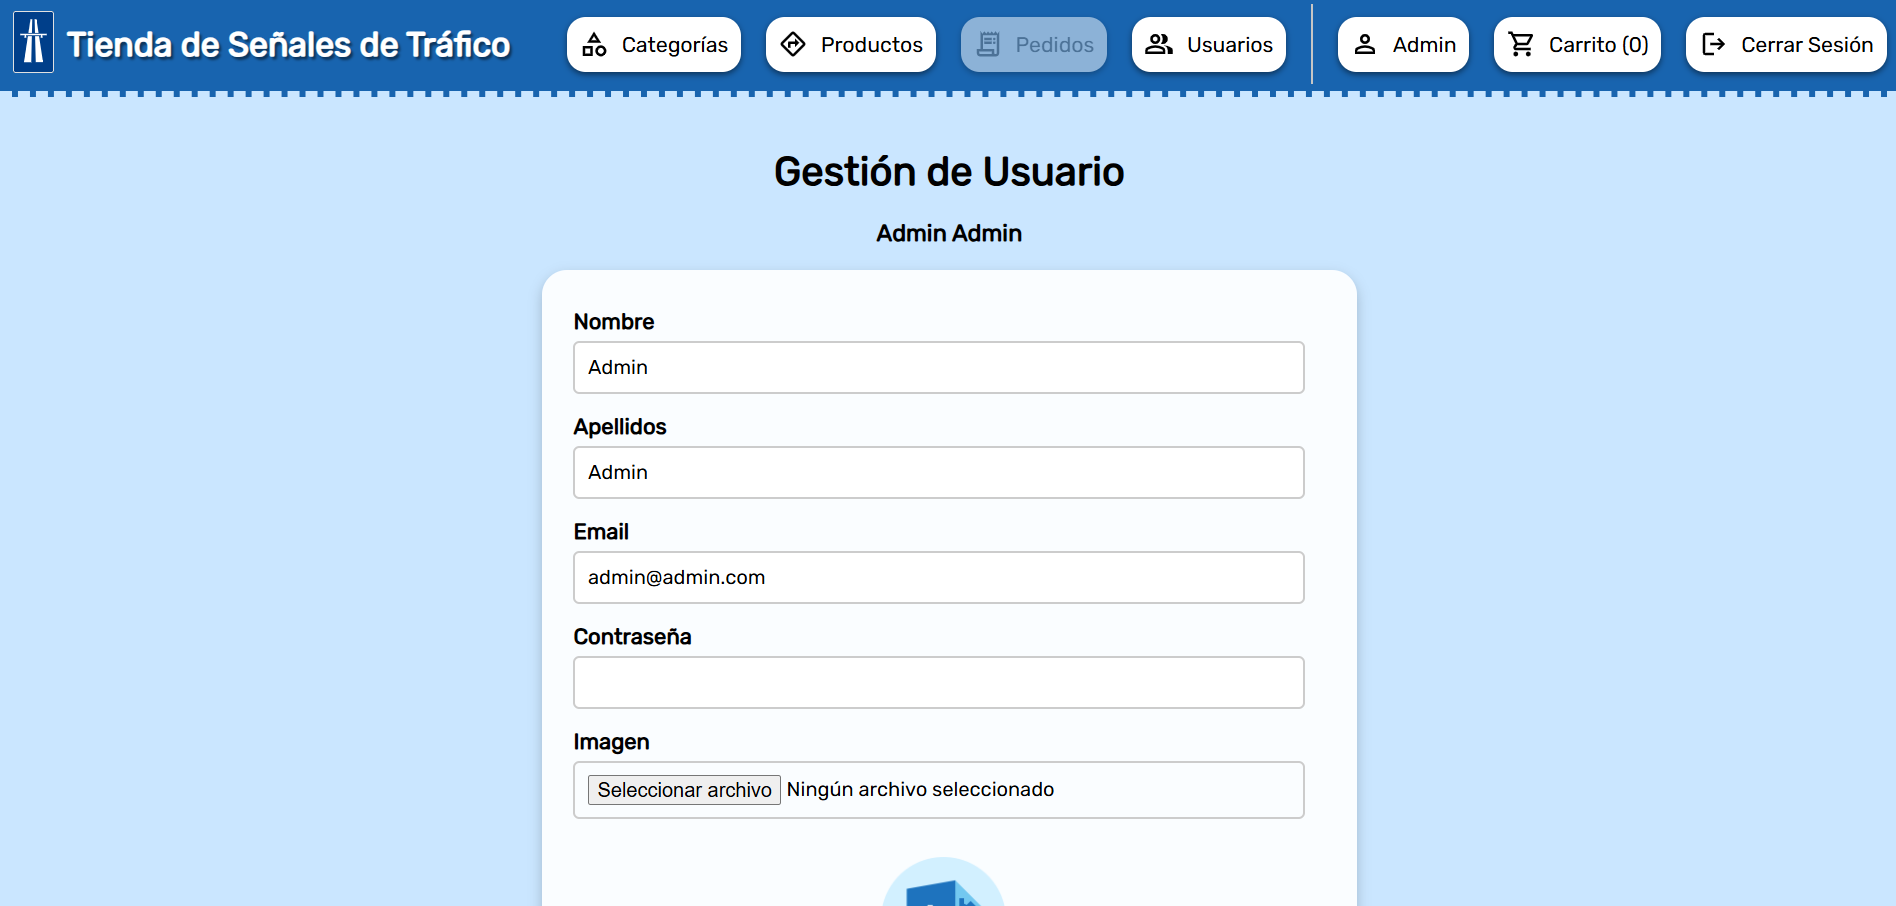 Tienda de Señales de Tráfico
Categorías
Productos
Pedidos
Usuarios
Admin
Carrito (0)
Cerrar Sesión
Gestión de Usuario
Admin Admin
Nombre
Admin
Apellidos
Admin
Email
admin@admin.com
Contraseña
Imagen
Seleccionar archivo Ningún archivo seleccionado